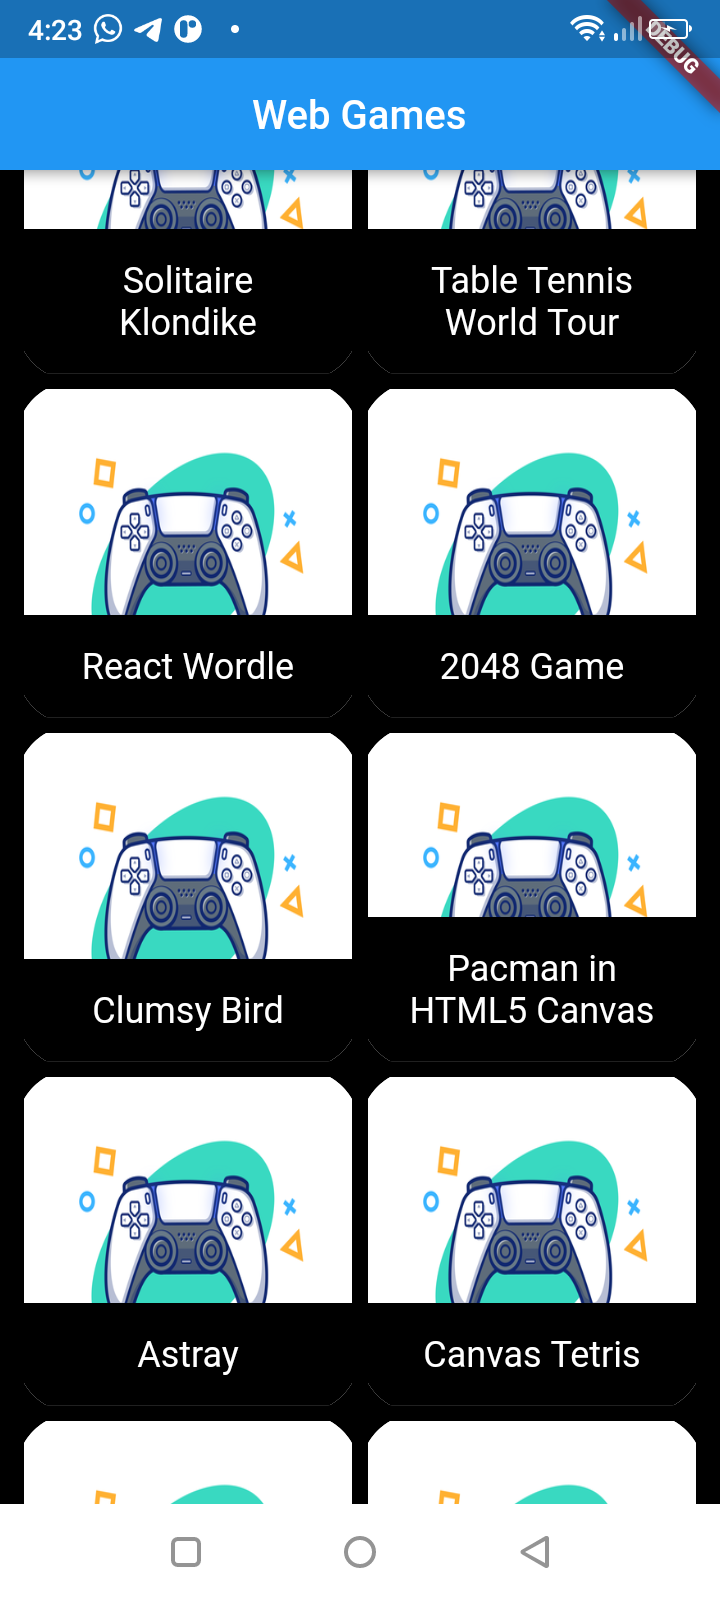 4:23
DEBUG
Web Games
Solitaire
Klondike
Table Tennis
World Tour
React Wordle
2048 Game
Clumsy Bird
Pacman in
HTML5 Canvas
Astray
Canvas Tetris